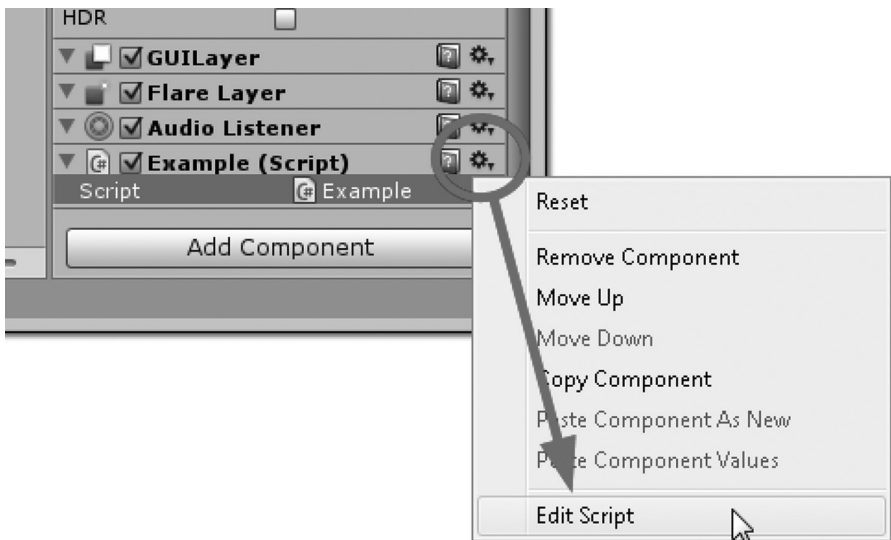 HDR
GUILayer
Flare Layer
Audio Listener
Example (Script)
Script Example
Add Component
Reset
Remove Component
Move Up
Move Down
Copy Component
Paste Component As New
Paste Component Values
Edit Script